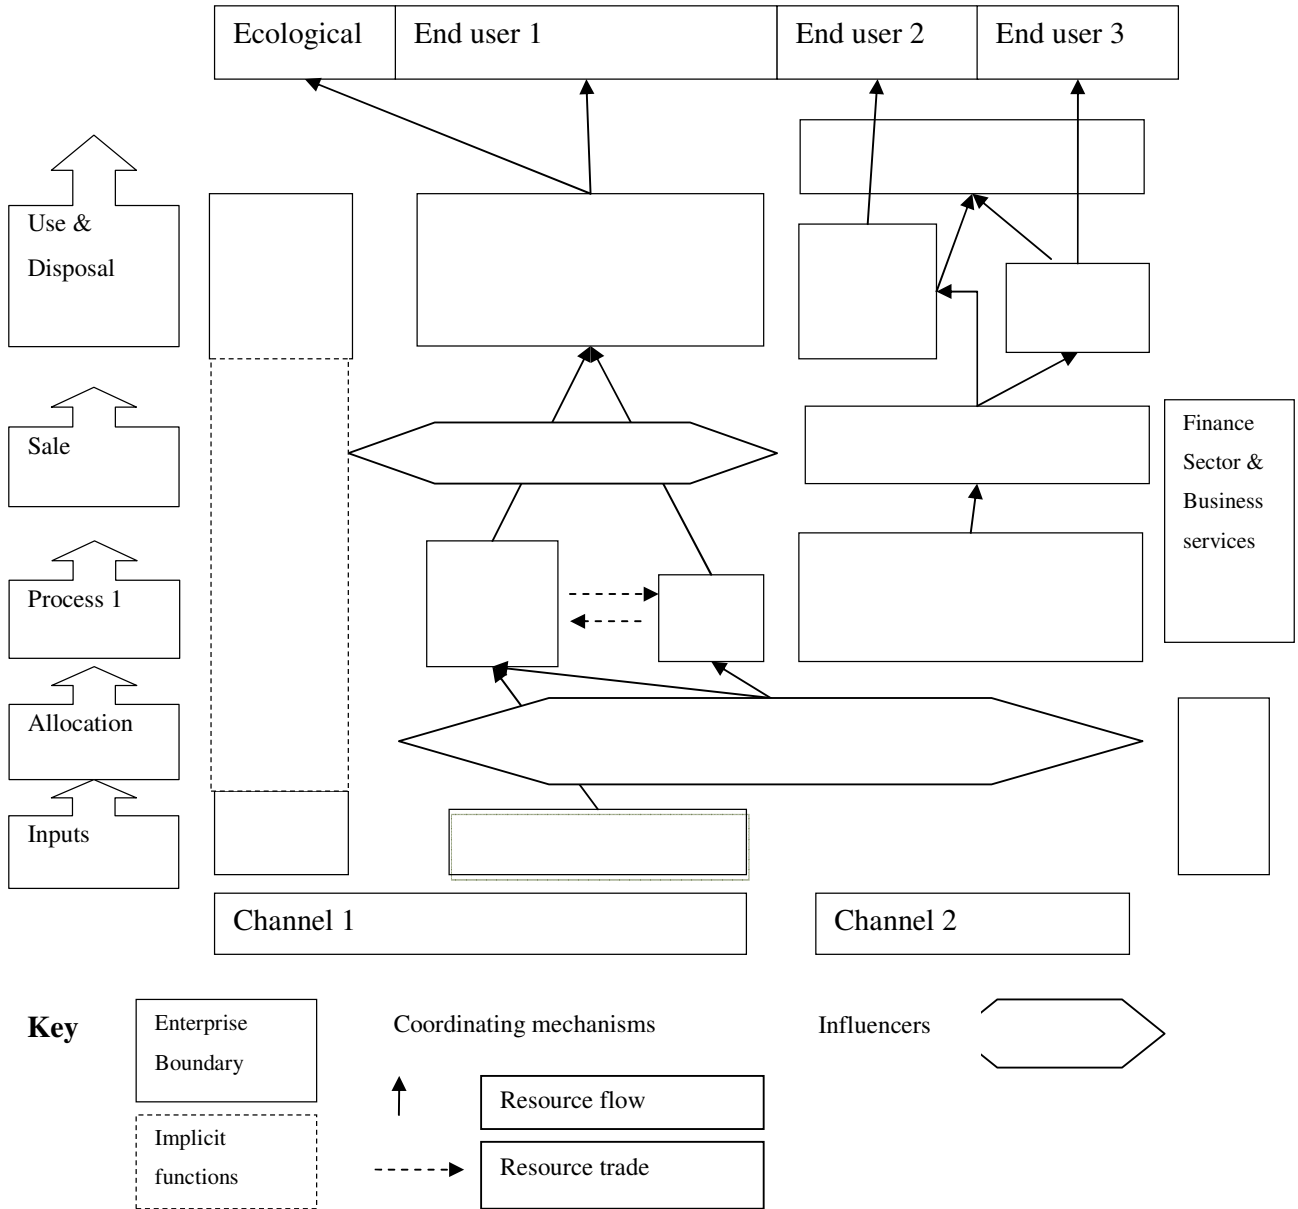 Ecological
End user 1
End user 2
End user 3
Use &
Disposal
Sale
Finance
Sector &
Business
services
Process 1
Allocation
Inputs
Channel 1
Channel 2
Key
Enterprise
Boundary
Coordinating mechanisms
Influencers
Resource flow
Implicit
functions
Resource trade